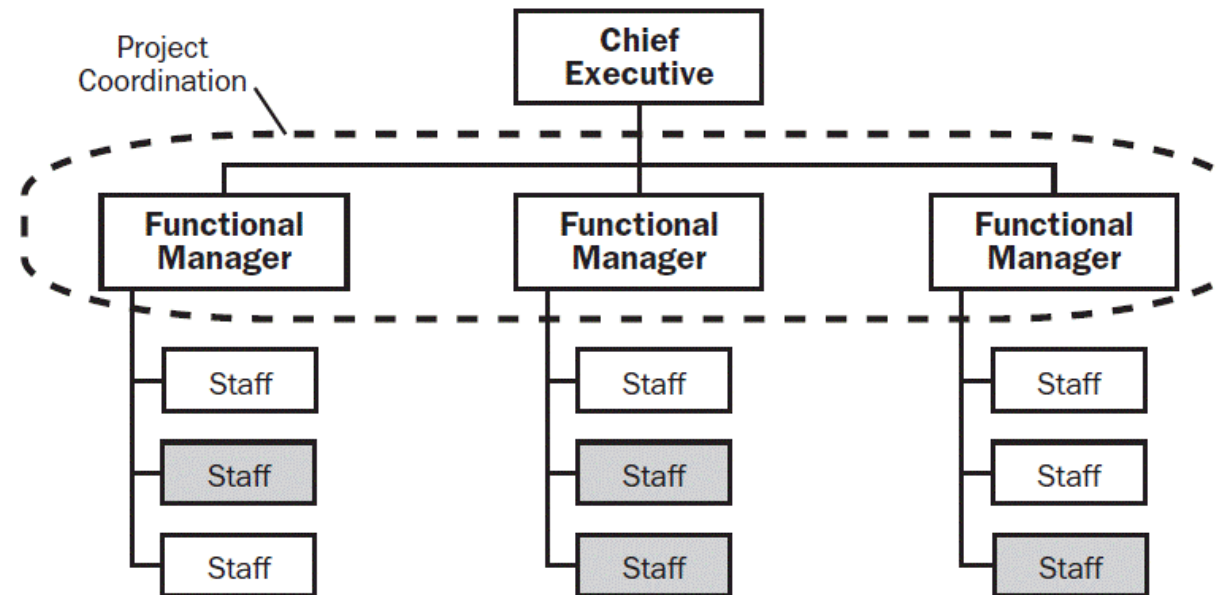 Project
Coordination
Chief
Executive
Functional
Manager
Functional
Manager
Functional
Manager
Staff
Staff
Staff
Staff
Staff
Staff
Staff
Staff
Staff